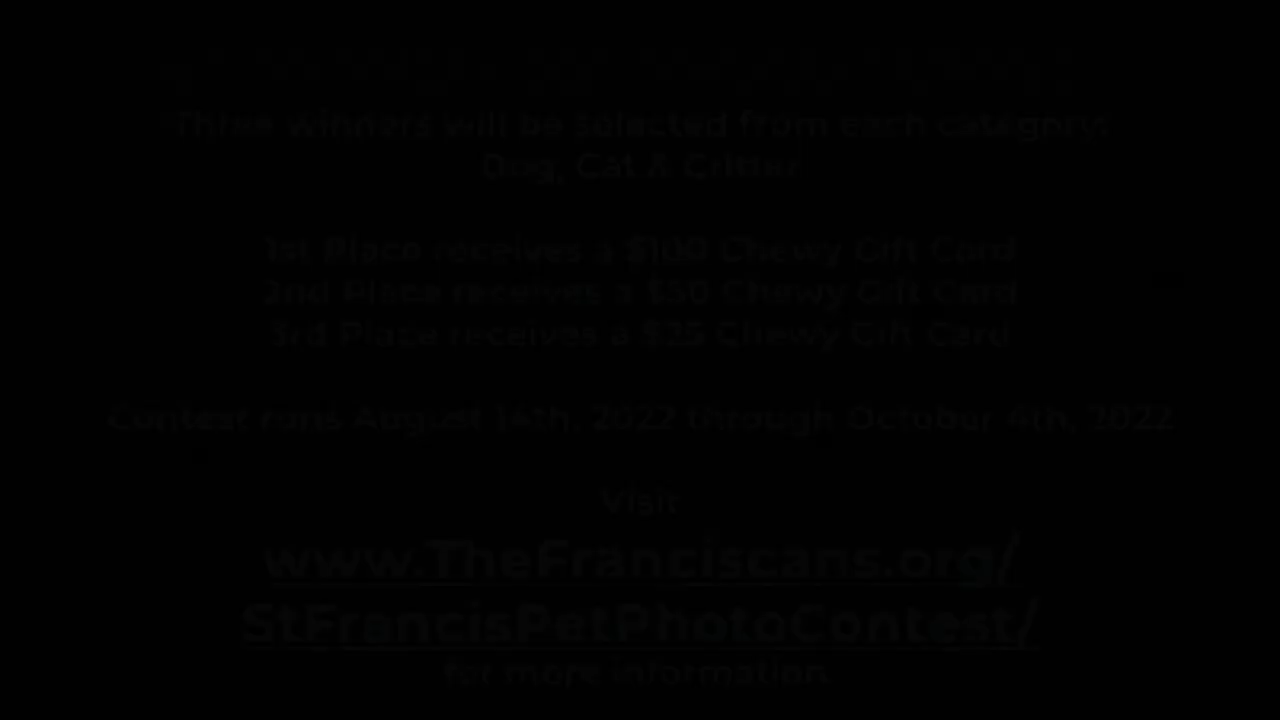 Three winners will be selected from each category:
Dog, Cat & Critter
1st Place receives a $100 Chewy Gift Card
2nd Place receives a $50 Chewy Gift Card
3rd Place receives a $25 Chewy Gift Card
Contest runs August 14th, 2022 through October 4th, 2022
Visit
www.TheFranciscans.org/
StFrancisPetPhotoContest/
for more information